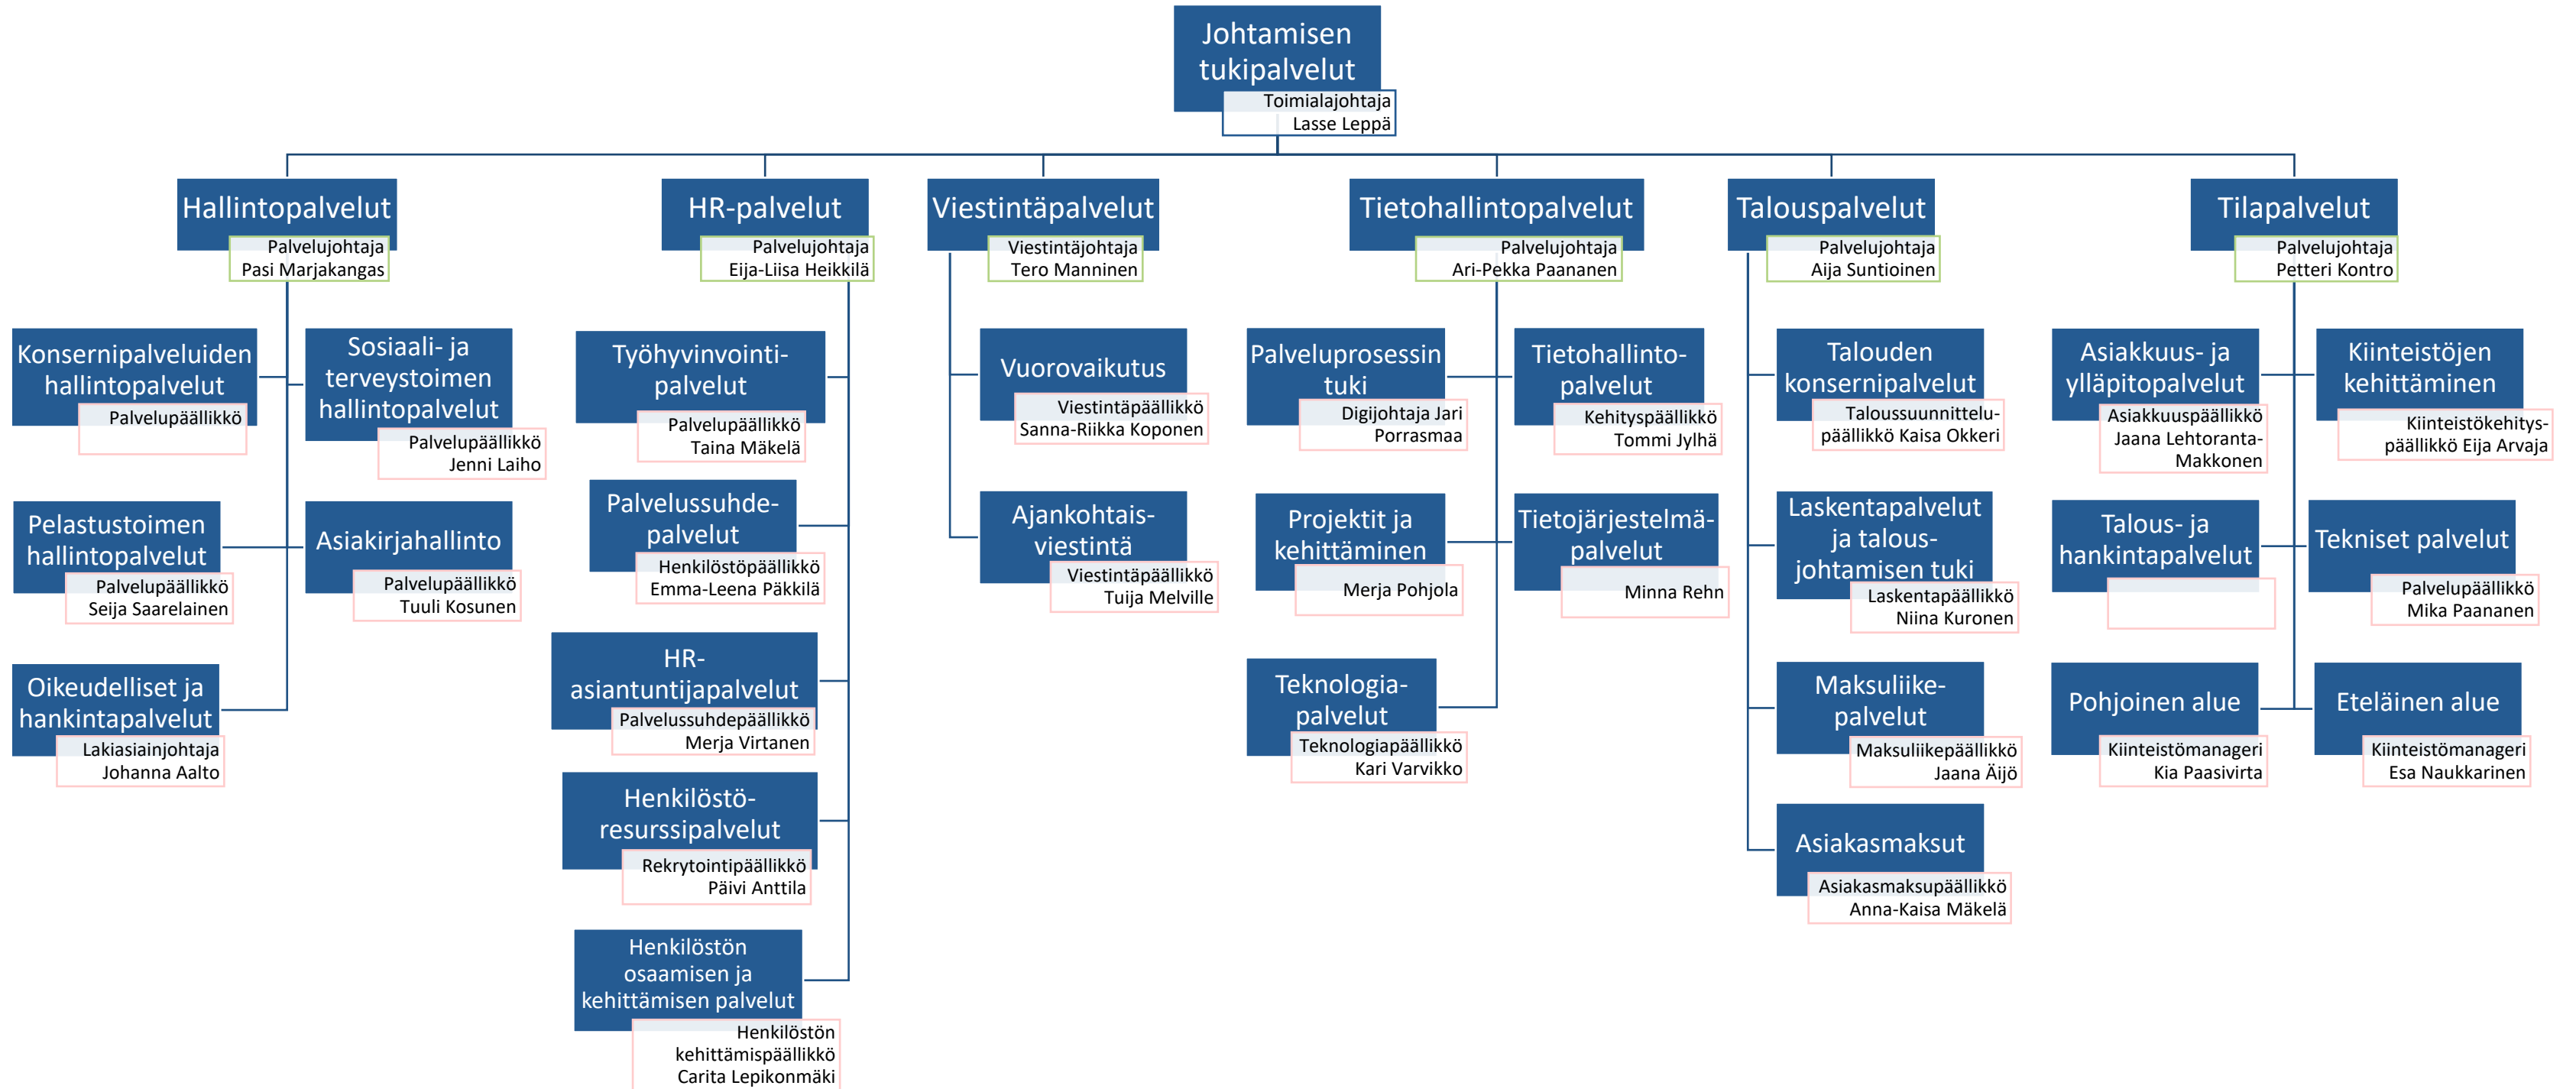 Johtamisen
tukipalvelut
Toimialajohtaja
Lasse Leppä
Hallintopalvelut
Palvelujohtaja
Pasi Marjakangas
Konsernipalveluiden
hallintopalvelut
Palvelupäällikkö
Sosiaali- ja
terveystoimen
hallintopalvelut
Palvelupäällikkö
Jenni Laiho
Pelastustoimen
hallintopalvelut
Palvelupäällikkö
Seija Saarelainen
Asiakirjahallinto
Palvelupäällikkö
Tuuli Kosunen
Oikeudelliset ja
hankintapalvelut
Lakiasiainjohtaja
Johanna Aalto
HR-palvelut
Palvelujohtaja
Eija-Liisa Heikkilä
Työhyvinvointi-
palvelut
Palvelupäällikkö
Taina Mäkelä
Palvelussuhde-
palvelut
Henkilöstöpäällikkö
Emma-Leena Päkkilä
HR-
asiantuntijapalvelut
Palvelussuhdepäällikkö
Merja Virtanen
Henkilöstö-
resurssipalvelut
Rekrytointipäällikkö
Päivi Anttila
Henkilöstön
osaamisen ja
kehittämisen palvelut
Henkilöstön
kehittämispäällikkö
Carita Lepikonmäki
Viestintäpalvelut
Viestintäjohtaja
Tero Manninen
Vuorovaikutus
Viestintäpäällikkö
Sanna-Riikka Koponen
Ajankohtais-
viestintä
Viestintäpäällikkö
Tuija Melville
Tietohallintopalvelut
Palvelujohtaja
Ari-Pekka Paananen
Palveluprosessin
tuki
Digijohtaja Jari
Porrasmaa
Tietohallinto-
palvelut
Kehityspäällikkö
Tommi Jylhä
Projektit ja
kehittäminen
Merja Pohjola
Tietojärjestelmä-
palvelut
Minna Rehn
Teknologia-
palvelut
Teknologiapäällikkö
Kari Varvikko
Talouspalvelut
Palvelujohtaja
Aija Suntioinen
Talouden
konsernipalvelut
Taloussuunnittelu-
päällikkö Kaisa Okkeri
Laskentapalvelut
ja talous-
johtamisen tuki
Laskentapäällikkö
Niina Kuronen
Maksuliike-
palvelut
Maksuliikepäällikkö
Jaana Äijö
Asiakasmaksut
Asiakasmaksupäällikkö
Anna-Kaisa Mäkelä
Tilapalvelut
Palvelujohtaja
Petteri Kontro
Asiakkuus- ja
ylläpitopalvelut
Asiakkuuspäällikkö
Jaana Lehtoranta-
Makkonen
Kiinteistöjen
kehittäminen
Kiinteistökehitys-
päällikkö Eija Arvaja
Talous- ja
hankintapalvelut
Tekniset palvelut
Palvelupäällikkö
Mika Paananen
Pohjoinen alue
Kiinteistömanageri
Kia Paasivirta
Eteläinen alue
Kiinteistömanageri
Esa Naukkarinen